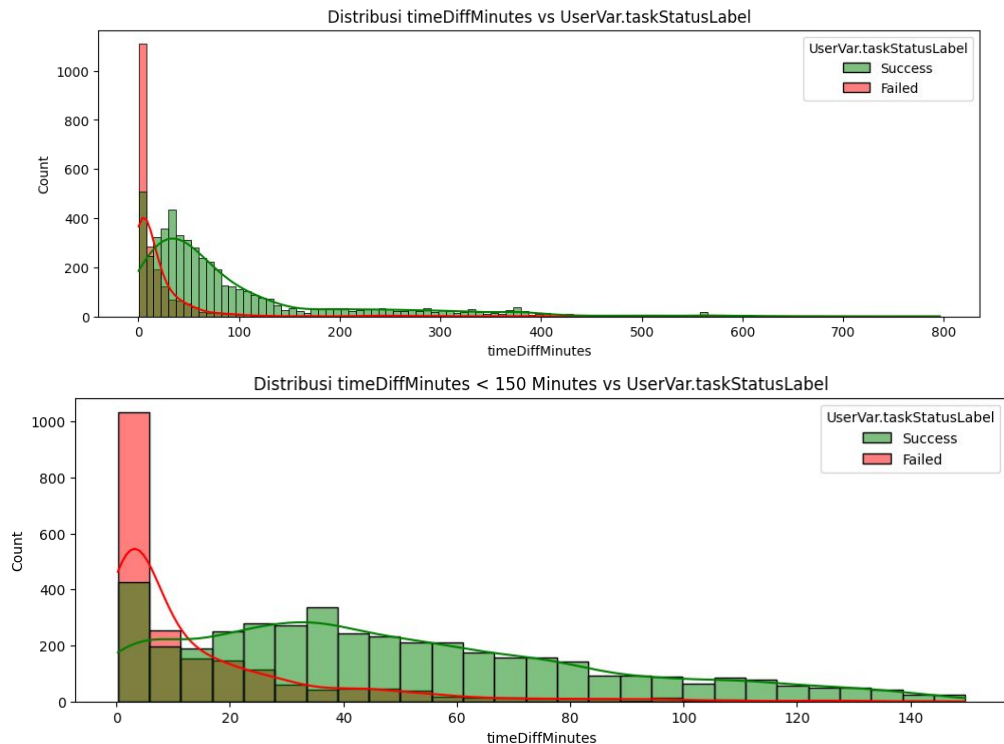 Distribusi timeDiffMinutes vs UserVar.taskStatusLabel
UserVar.taskStatusLabel
Success
Failed
Count
1000
800
600
400
200
0
0 100 200 300 400 500 600 700 800
timeDiffMinutes
Distribusi timeDiffMinutes < 150 Minutes vs UserVar.taskStatusLabel
UserVar.taskStatusLabel
Success
Failed
Count
1000
800
600
400
200
0
0 20 40 60 80 100 120 140
timeDiffMinutes